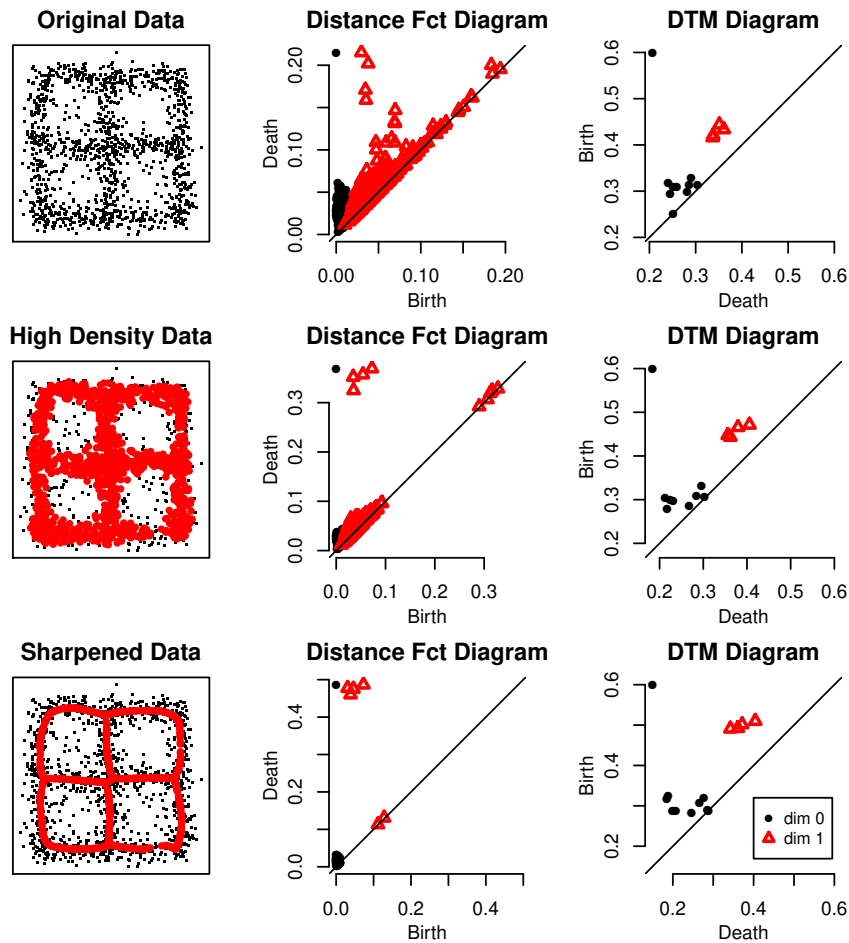 Original Data
Distance Fct Diagram
DTM Diagram
Death
0.00 0.10 0.20
0.00 0.10 0.20
Birth
Birth
0.2 0.3 0.4 0.5 0.6
0.2 0.3 0.4 0.5 0.6
Death
High Density Data
Distance Fct Diagram
DTM Diagram
Death
0.0 0.1 0.3
0.0 0.1 0.3
Birth
Birth
0.2 0.3 0.4 0.5 0.6
0.2 0.3 0.4 0.5 0.6
Death
Sharpened Data
Distance Fct Diagram
DTM Diagram
Death
0.0 0.2 0.4
0.0 0.2 0.4
Birth
Birth
0.2 0.4 0.6
0.2 0.4 0.6
Death
dim 0
dim 1